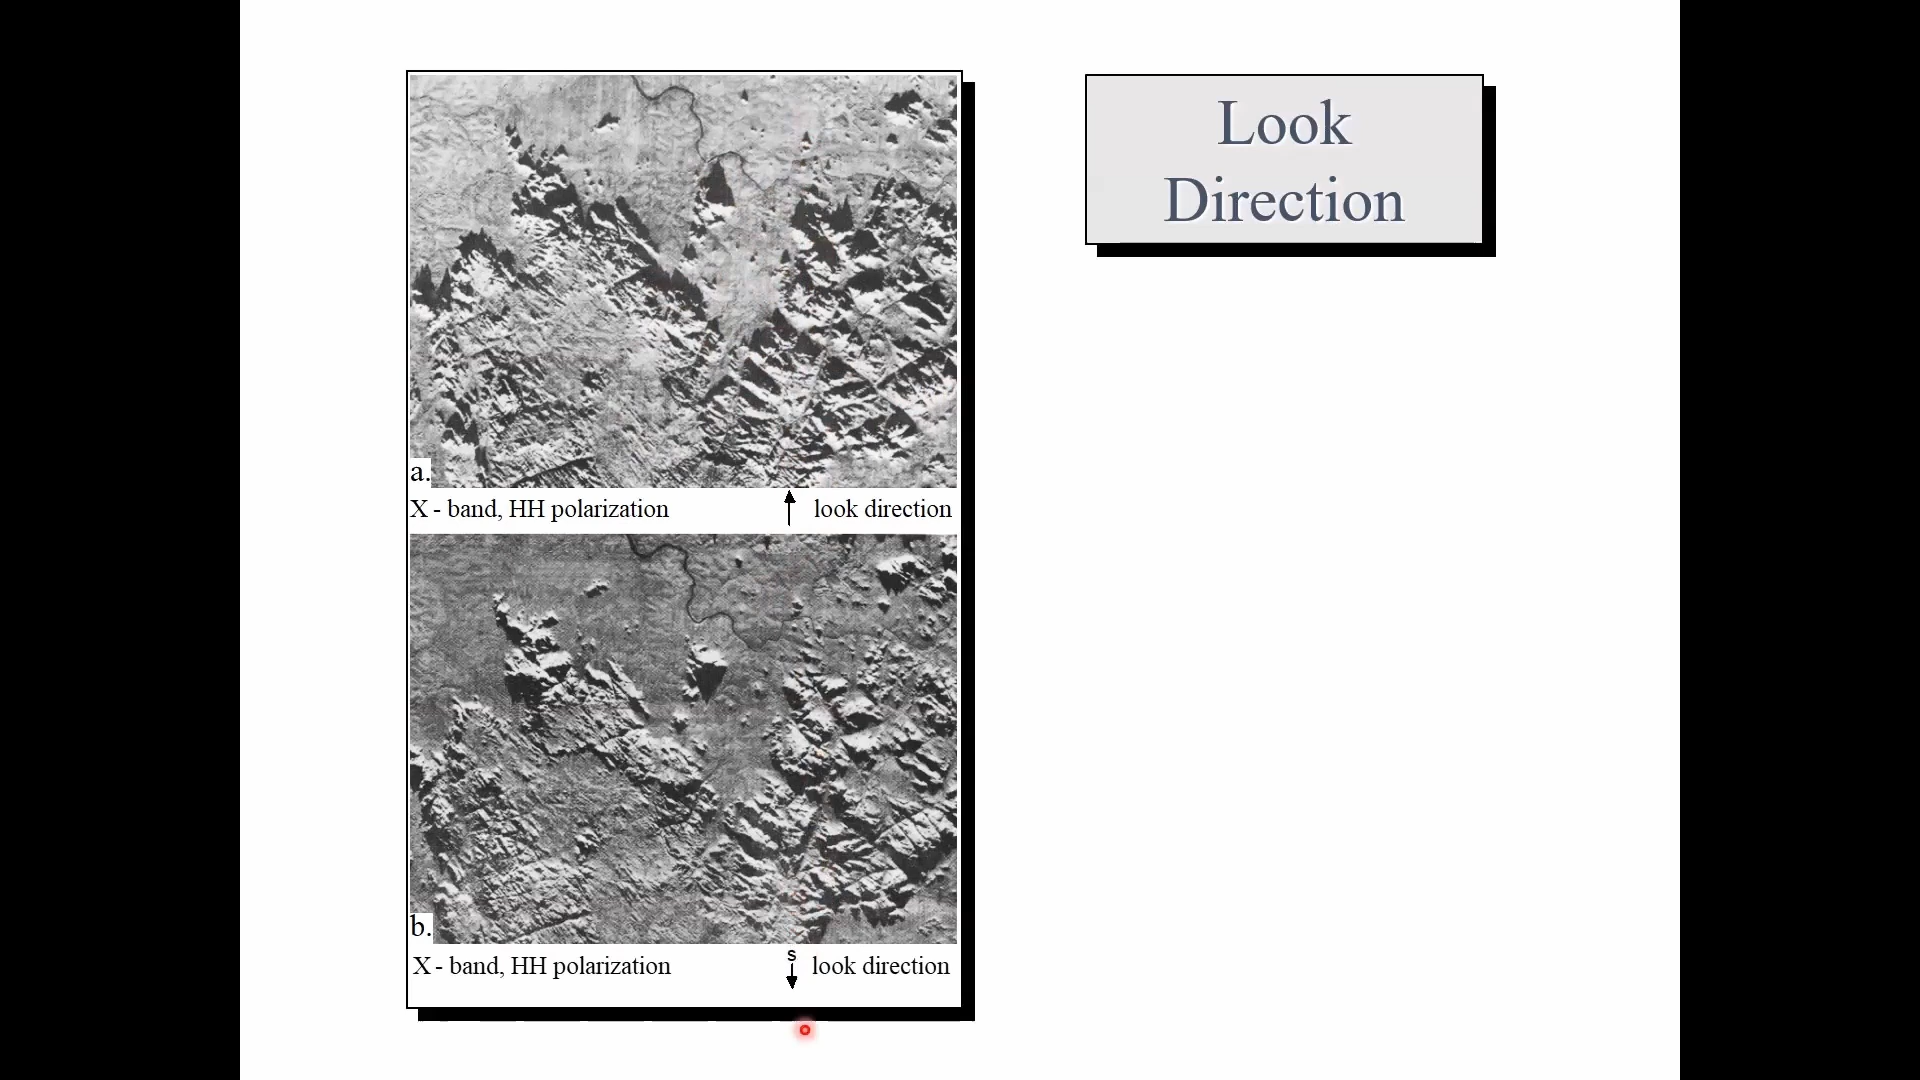 a.
X - band, HH polarization look direction
b.
S
X - band, HH polarization look direction
Look
Direction